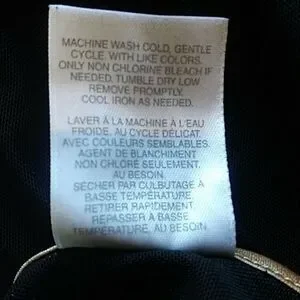 MACHINE WASH COLD, GENTLE
CYCLE, WITH LIKE COLORS.
ONLY NON CHLORINE BLEACH IF
NEEDED. TUMBLE DRY LOW
REMOVE PROMPTLY.
COOL IRON AS NEEDED.
LAVER À LA MACHINE À L'EAU
FROIDE, AU CYCLE DÉLICAT.
AVEC COULEURS SEMBLABLES.
AGENT DE BLANCHIMENT
NON CHLORÉ SEULEMENT,
AU BESOIN.
SÉCHER PAR CULBUTAGE À
BASSE TEMPÉRATURE.
RETIRER RAPIDEMENT.
REPASSER À BASSE
TEMPÉRATURE, AU BESOIN.